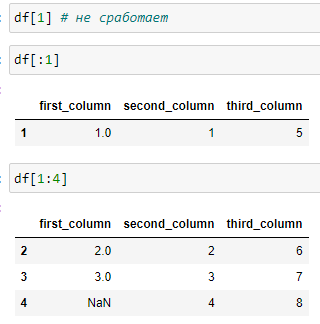 df[1] # не сработает
df[:1]
first_column second_column third_column
1 1.0 1 5
df[1:4]
first_column second_column third_column
2 2.0 2 6
3 3.0 3 7
4 NaN 4 8